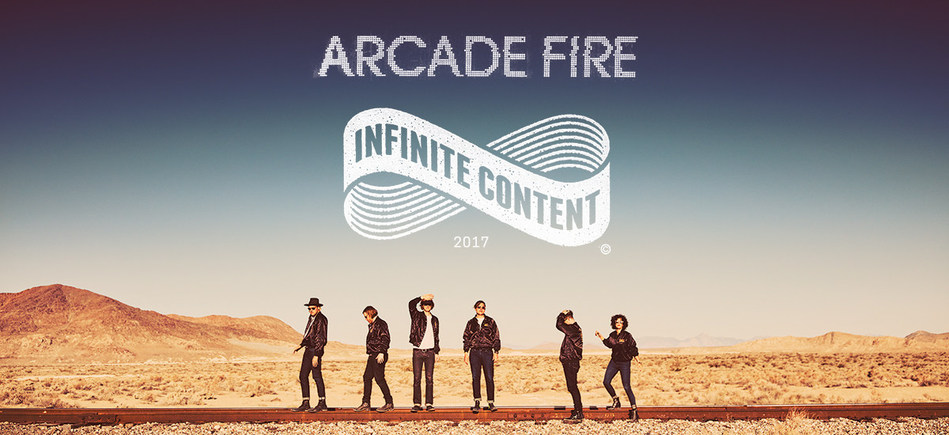 ARCADE FIRE
INFINITE CONTENT
2017
©